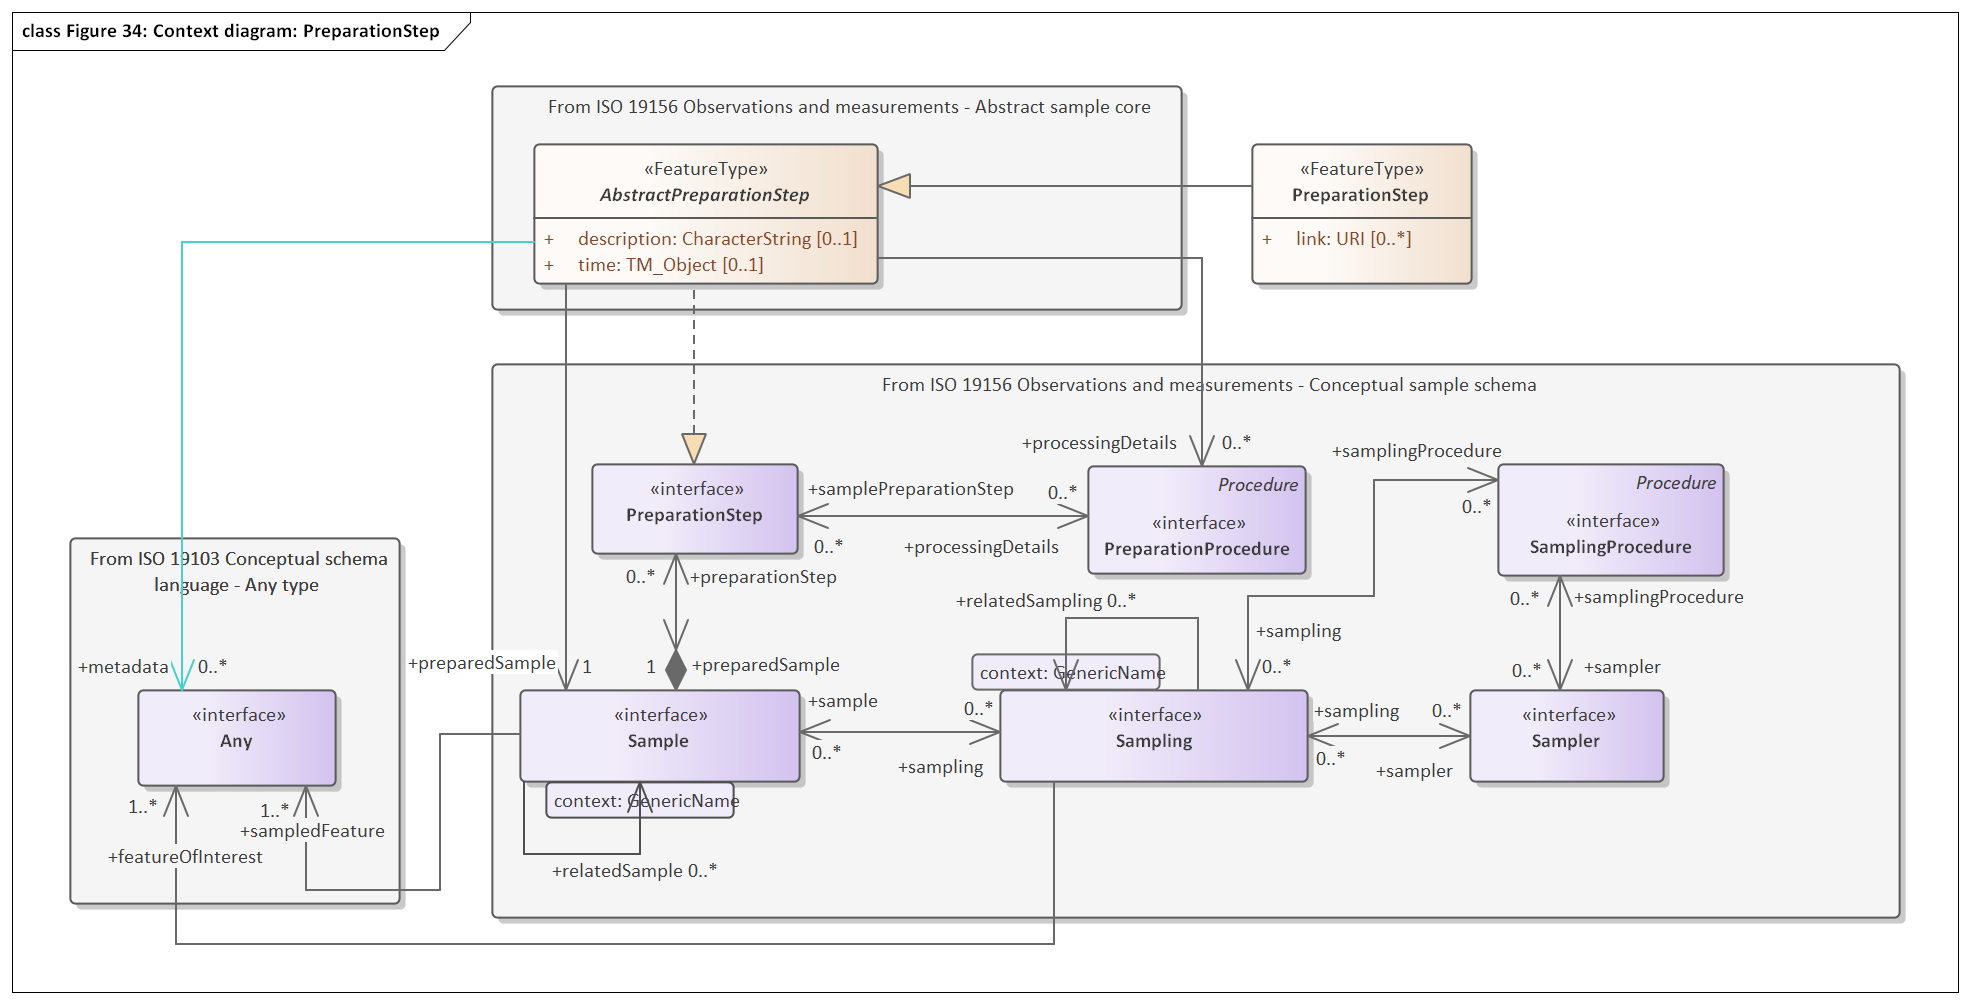 class Figure 34: Context diagram: PreparationStep
From ISO 19156 Observations and measurements - Abstract sample core
«FeatureType»
AbstractPreparationStep
+ description: CharacterString [0..1]
+ time: TM_Object [0..1]
«FeatureType»
PreparationStep
+ link: URI [0..*]
From ISO 19156 Observations and measurements - Conceptual sample schema
+processingDetails 0..*
+samplingProcedure
0..*
«interface»
PreparationStep
+samplePreparationStep 0..*
0..* +processingDetails
Procedure
«interface»
PreparationProcedure
Procedure
«interface»
SamplingProcedure
From ISO 19103 Conceptual schema
language - Any type
0..* +preparationStep
+relatedSampling 0..*
0..* +samplingProcedure
+sampling
0..*
+metadata 0..*
+preparedSample 1
1 +preparedSample
context: GenericName
0..* +sampler
«interface»
Any
«interface»
Sample
+sample 0..*
0..* +sampling
«interface»
Sampling
+sampling 0..*
0..* +sampler
«interface»
Sampler
1..*
+featureOfInterest
1..*
+sampledFeature
context: GenericName
+relatedSample 0..*